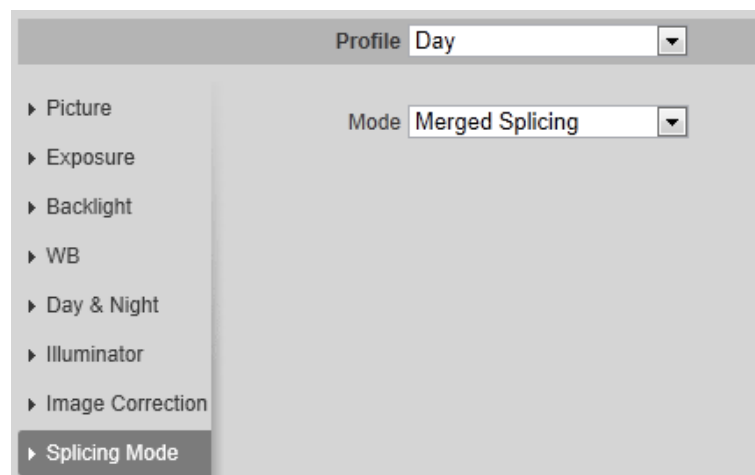 Profile Day
Picture
Mode Merged Splicing
Exposure
Backlight
WB
Day & Night
Illuminator
Image Correction
Splicing Mode